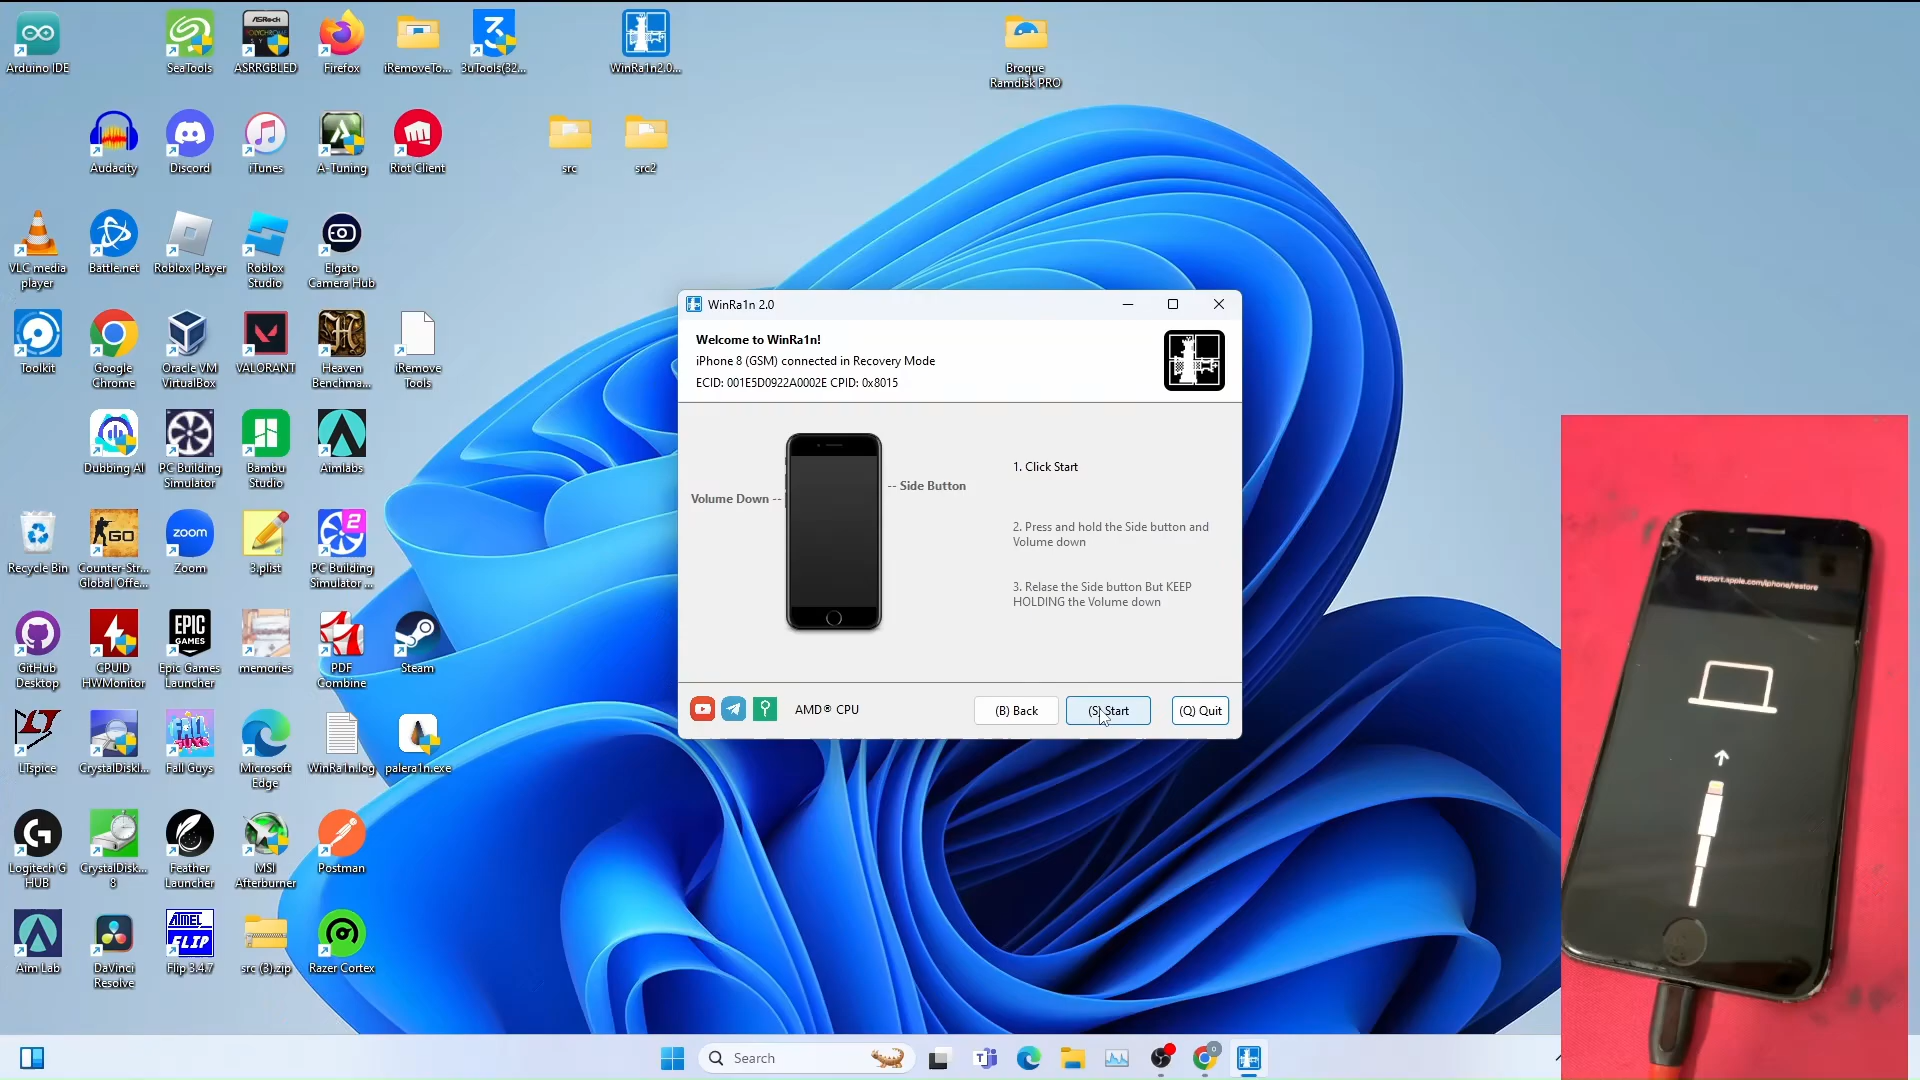 Arduino IDE
SeaTools
ASRRGBLED
Firefox
iRemoveTo...
3uTools(32...
WinRa1n2.0...
Broque
Ramdisk PRO
Audacity
Discord
iTunes
A-Tuning
Riot Client
src
src2
VLC media
player
Battle.net
Roblox Player
Roblox
Studio
Elgato
Camera Hub
Toolkit
Google
Chrome
Oracle VM
VirtualBox
VALORANT
Heaven
Benchma...
iRemove
Tools
Dubbing AI
PC Building
Simulator
Bambu
Studio
Aimlabs
Recycle Bin
GO
Counter-Str...
Global Offe...
zoom
Zoom
3.plist
2
PC Building
Simulator ...
GitHub
Desktop
CPUID
HWMonitor
EPIC
GAMES
Epic Games
Launcher
memories
PDF
Combine
Steam
LTspice
CrystalDiskI...
FALL
Fall Guys
Microsoft
Edge
WinRa1n.log
palera1n.exe
Logitech G
HUB
CrystalDisk...
8
Feather
Launcher
MSI
Afterburner
Postman
Aim Lab
DaVinci
Resolve
ATMEL
FLIP
Flip 3.4.7
src (3).zip
Razer Cortex
WinRa1n 2.0
Welcome to WinRa1n!
iPhone 8 (GSM) connected in Recovery Mode
ECID: 001E5D0922A0002E CPID: 0x8015
Volume Down --
-- Side Button
1. Click Start
2. Press and hold the Side button and
Volume down
3. Relase the Side button But KEEP
HOLDING the Volume down
AMD® CPU
(B) Back
(S) Start
(Q) Quit
support.apple.com/iphone/restore
Search